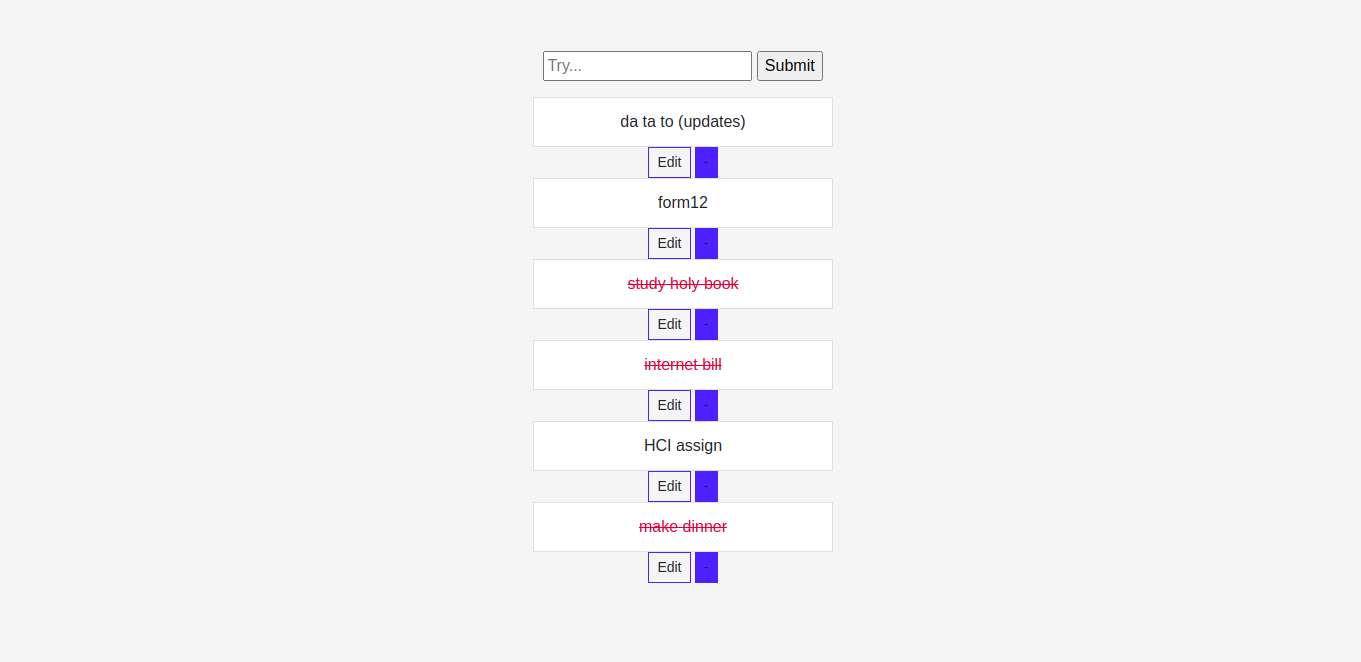 Try... Submit
da ta to (updates)
Edit -
form12
Edit -
study holy book
Edit -
internet bill
Edit -
HCI assign
Edit -
make dinner
Edit -